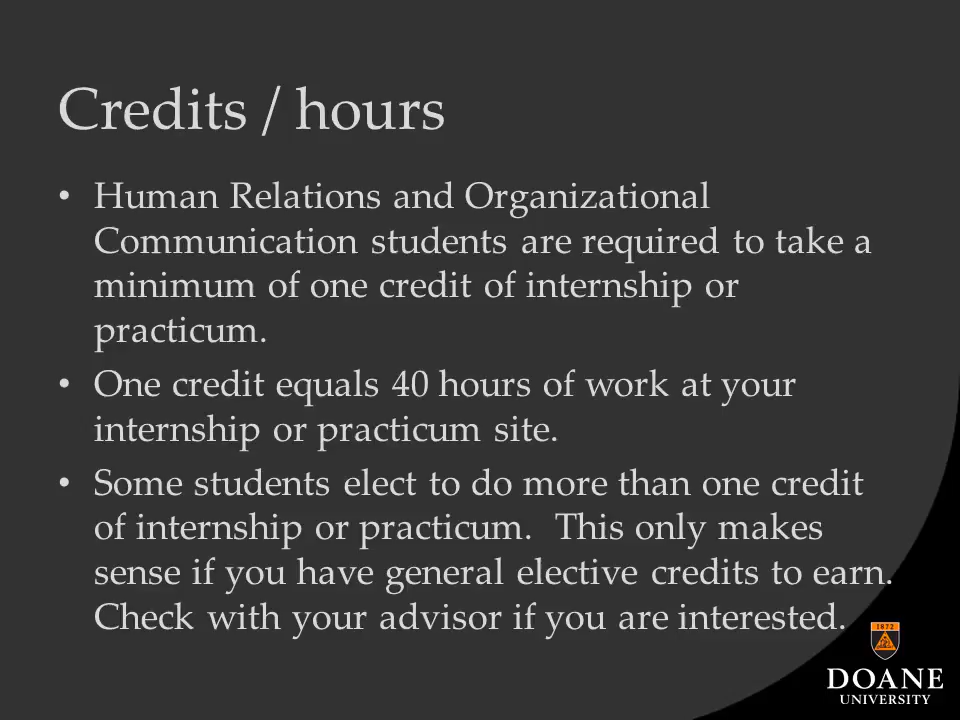 Credits / hours
• Human Relations and Organizational
Communication students are required to take a
minimum of one credit of internship or
practicum.
• One credit equals 40 hours of work at your
internship or practicum site.
• Some students elect to do more than one credit
of internship or practicum.  This only makes
sense if you have general elective credits to earn.
Check with your advisor if you are interested.
1872
DOANE
UNIVERSITY